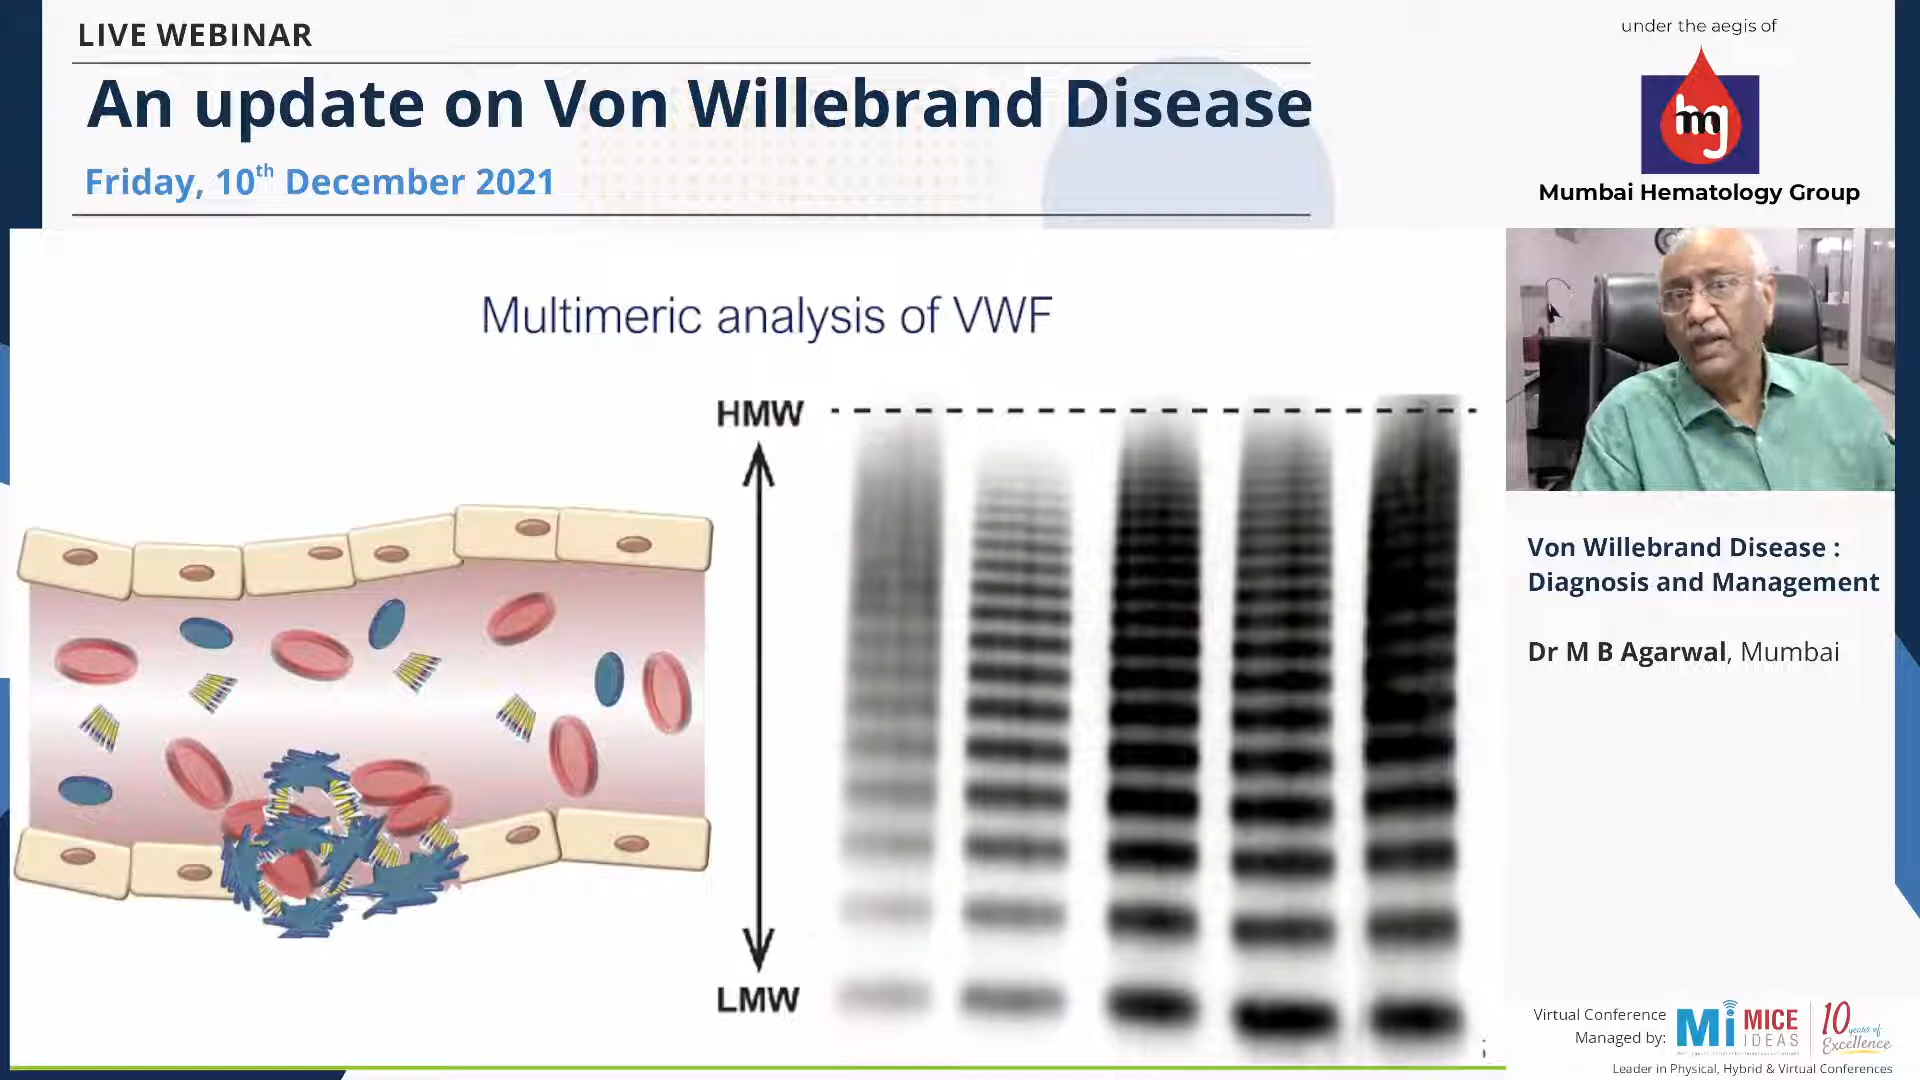 LIVE WEBINAR
An update on Von Willebrand Disease
Friday, 10th December 2021
under the aegis of
hmg
Mumbai Hematology Group
Multimeric analysis of VWF
HMW
LMW
Von Willebrand Disease :
Diagnosis and Management
Dr M B Agarwal, Mumbai
Virtual Conference
Managed by:
Mi MICE
IDEAS
10
years of
Excellence
Leader in Physical, Hybrid & Virtual Conferences